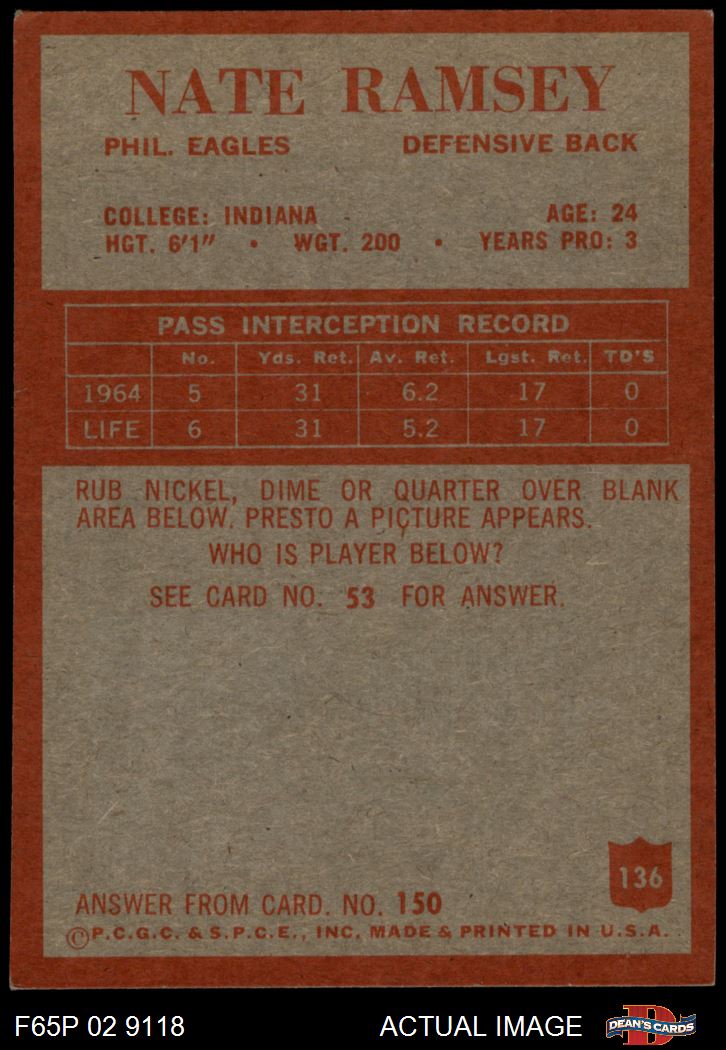 NATE RAMSEY
PHIL. EAGLES DEFENSIVE BACK
COLLEGE: INDIANA AGE: 24
HGT. 6'1" • WGT. 200 • YEARS PRO: 3
PASS INTERCEPTION RECORD
No. Yds. Ret. Av. Ret. Lgst. Ret. TD'S
1964 5 31 6.2 17 0
LIFE 6 31 5.2 17 0
RUB NICKEL, DIME OR QUARTER OVER BLANK
AREA BELOW. PRESTO A PICTURE APPEARS.
WHO IS PLAYER BELOW?
SEE CARD NO. 53 FOR ANSWER.
136
ANSWER FROM CARD. NO. 150
©P.C.G.C. & S.P.C.E., INC. MADE & PRINTED IN U.S.A.
F65P 02 9118 ACTUAL IMAGE D DEAN'S CARDS